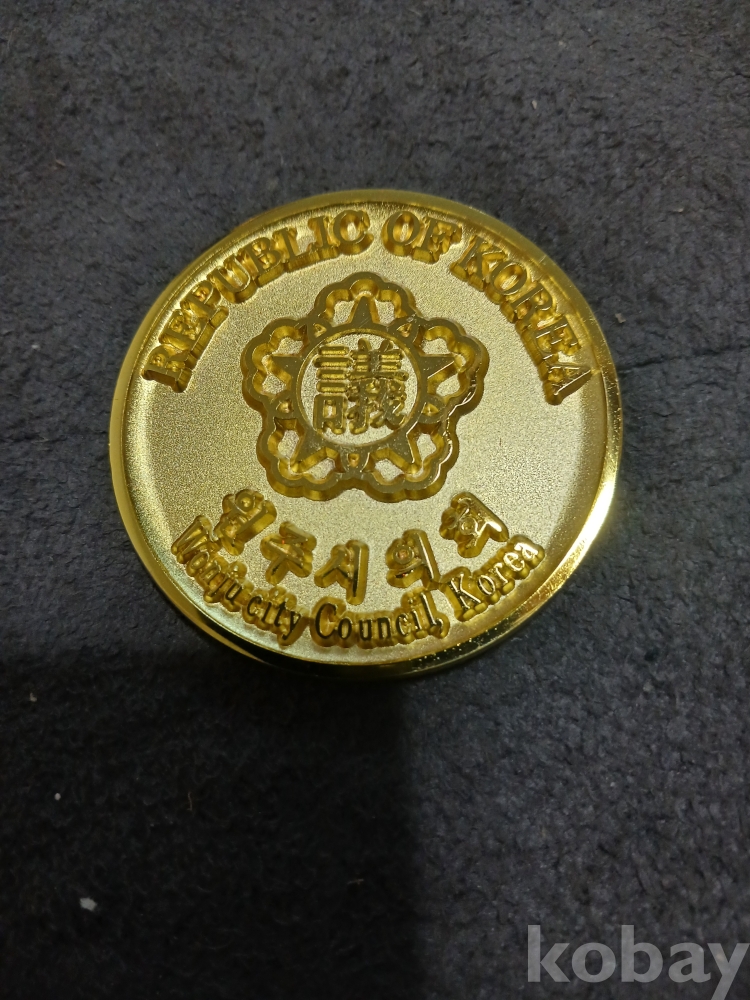 REPUBLIC OF KOREA
議
원주시의회
Wonju city Council, Korea
kobay